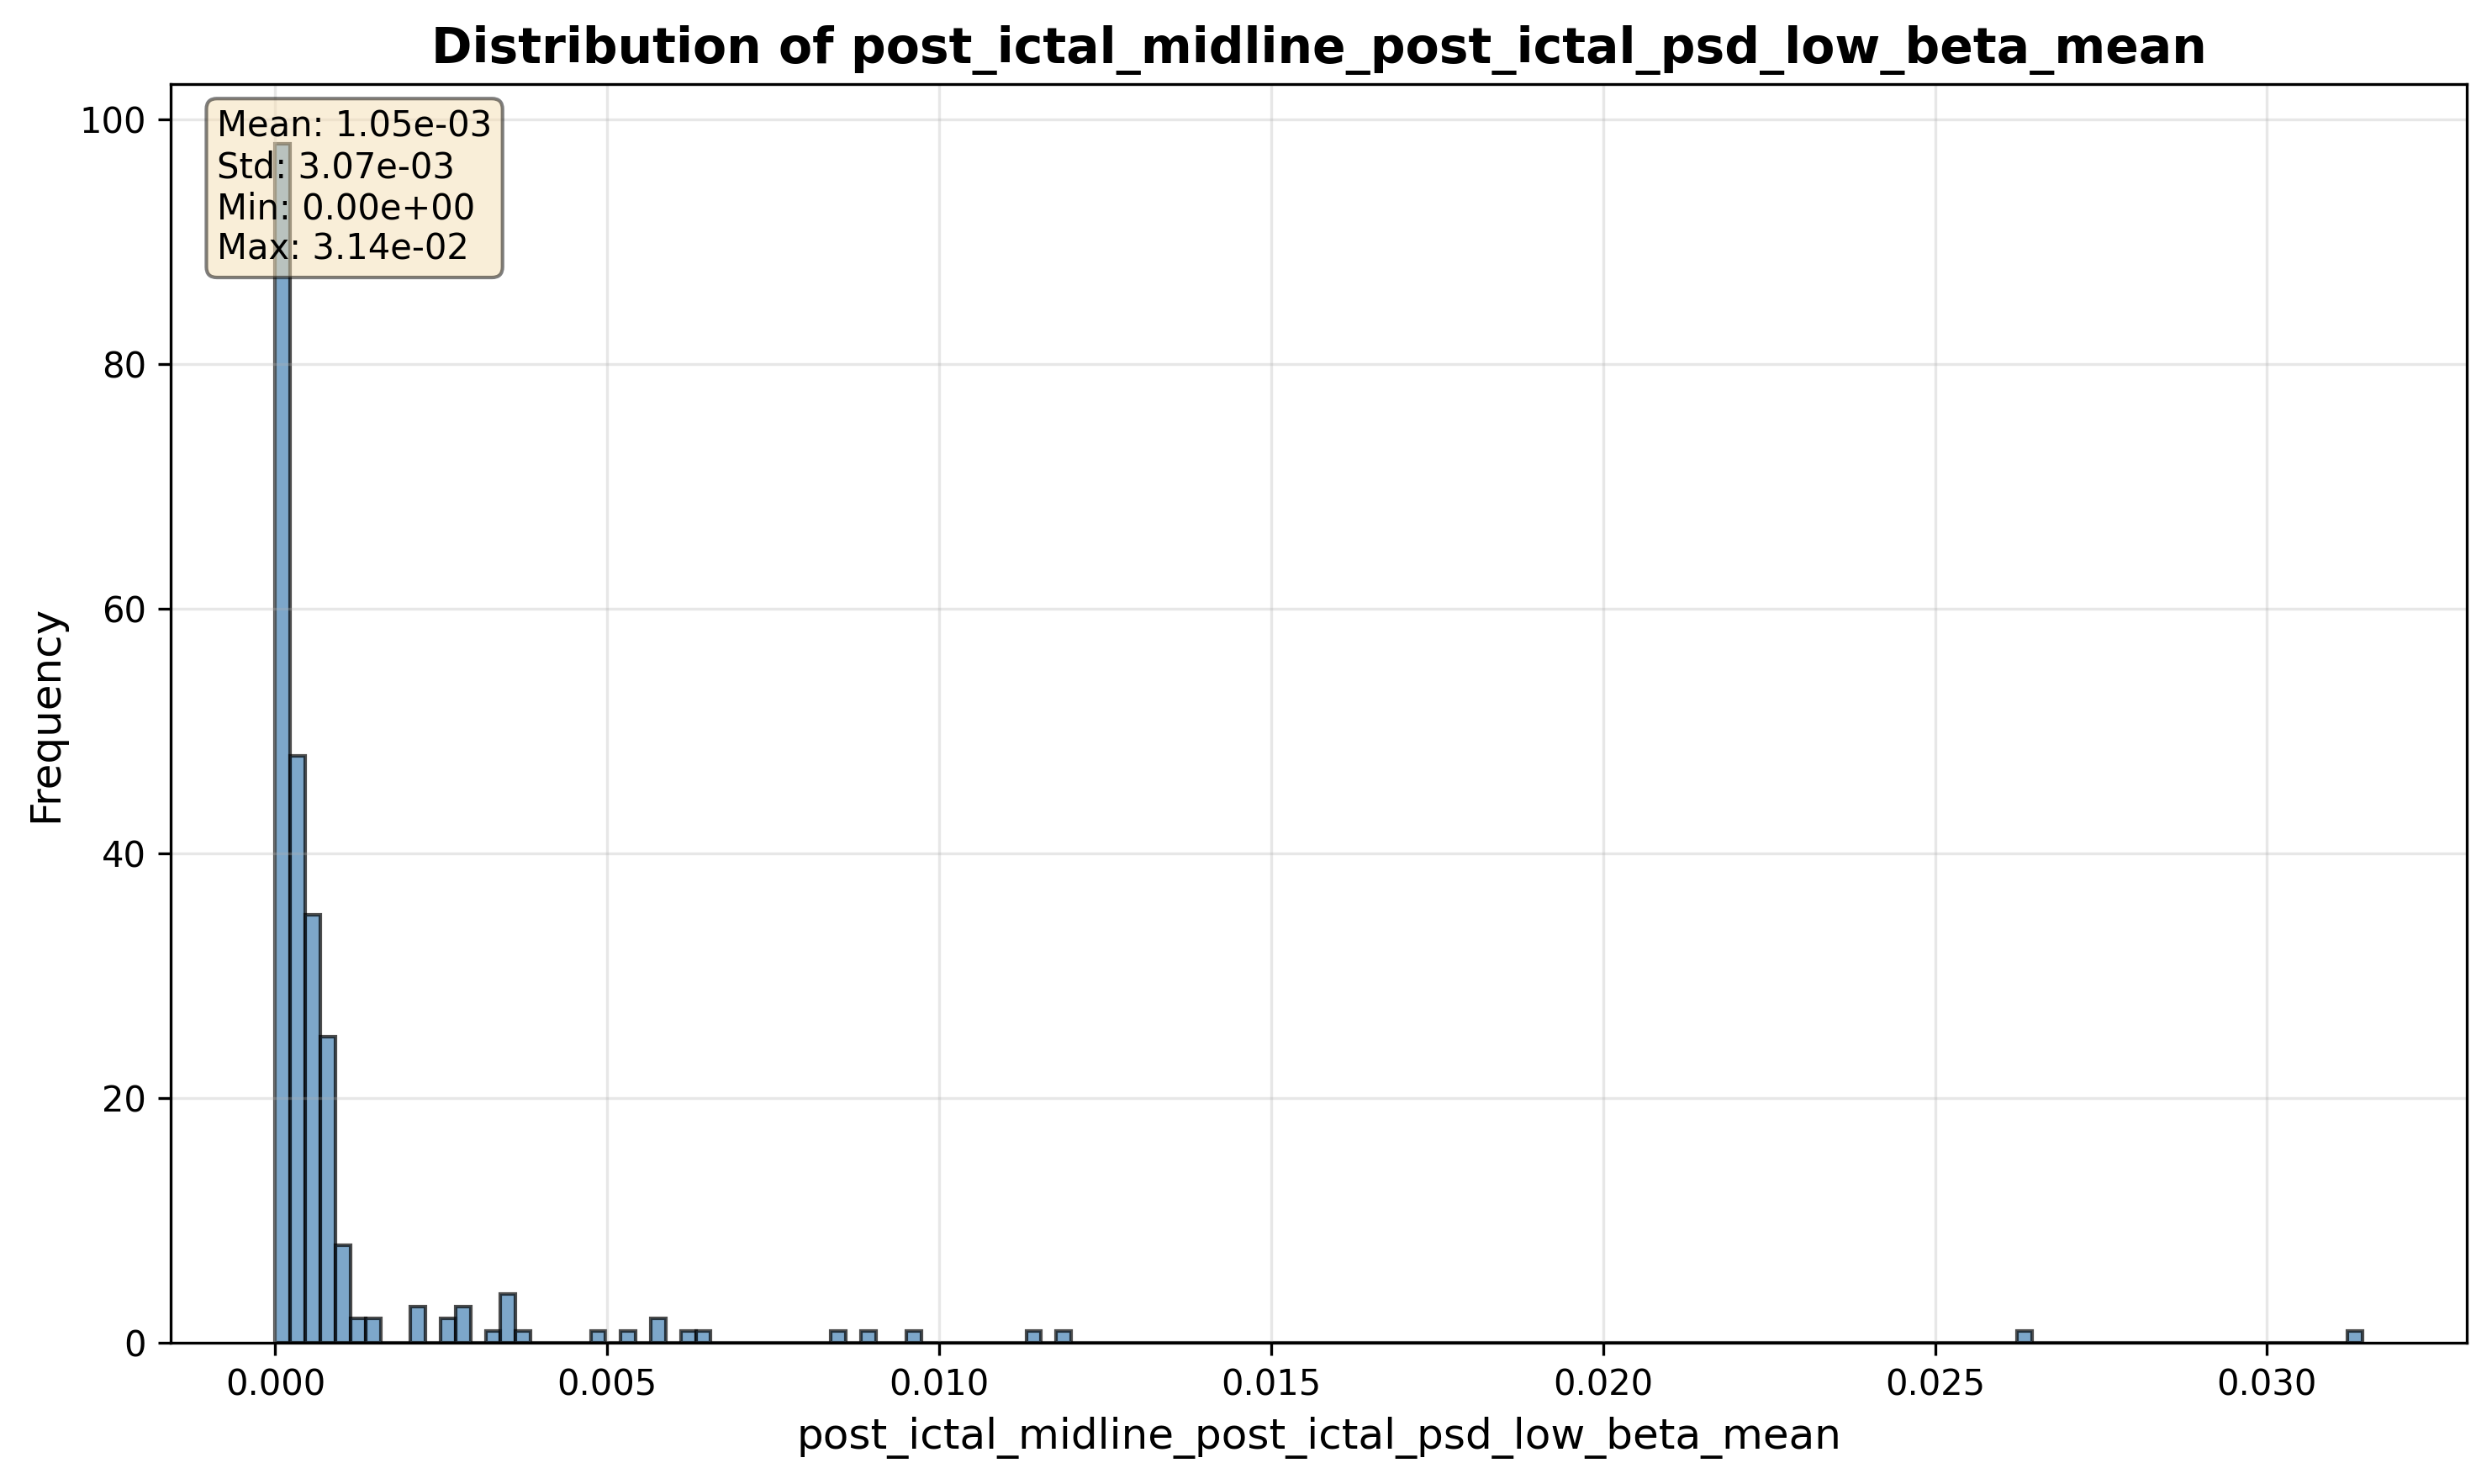 Distribution of post_ictal_midline_post_ictal_psd_low_beta_mean
Mean: 1.05e-03
Std: 3.07e-03
Min: 0.00e+00
Max: 3.14e-02
100
80
60
40
20
0
Frequency
0.000 0.005 0.010 0.015 0.020 0.025 0.030
post_ictal_midline_post_ictal_psd_low_beta_mean